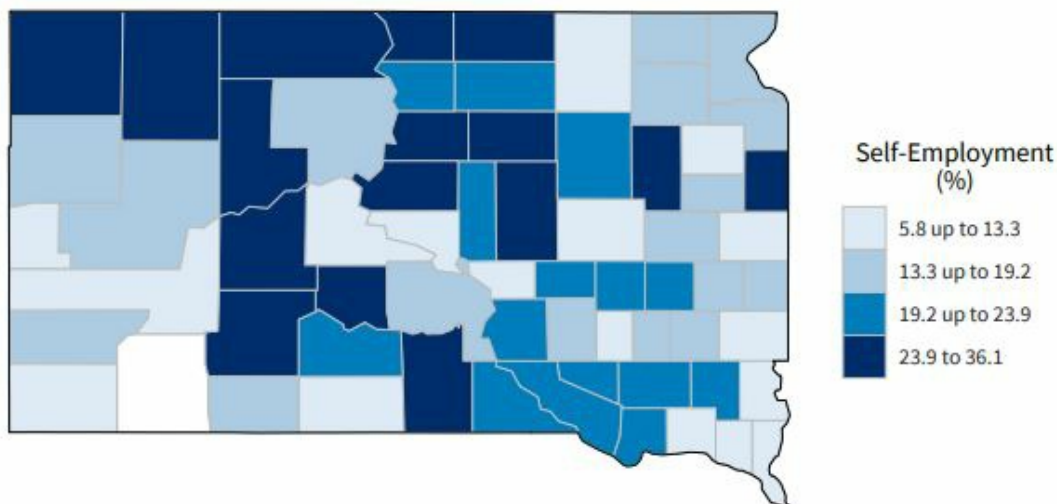 Self-Employment
(%)
5.8 up to 13.3
13.3 up to 19.2
19.2 up to 23.9
23.9 to 36.1